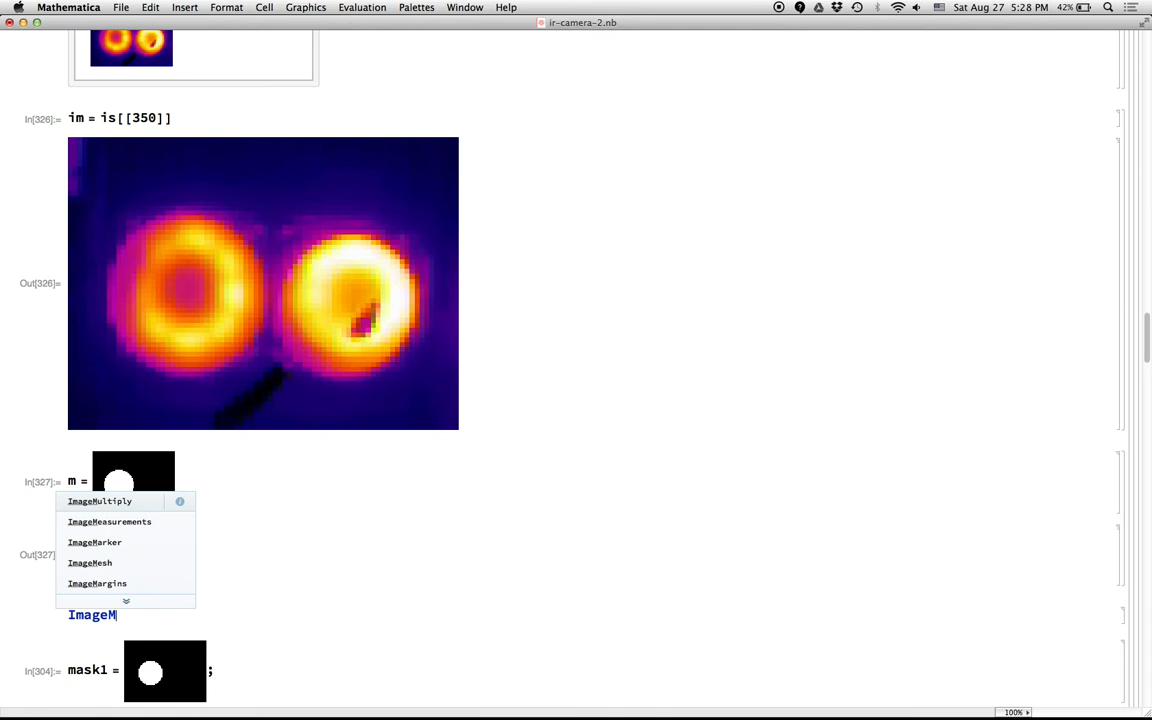 Mathematica File Edit Insert Format Cell Graphics Evaluation Palettes Window Help Sat Aug 27 5:28 PM 42%
ir-camera-2.nb
In[326]:= im = is[[350]]
Out[326]=
In[327]:= m =
ImageMultiply
ImageMeasurements
ImageMarker
ImageMesh
ImageMargins
Out[327]
ImageM
In[304]:= mask1 = ;
100%